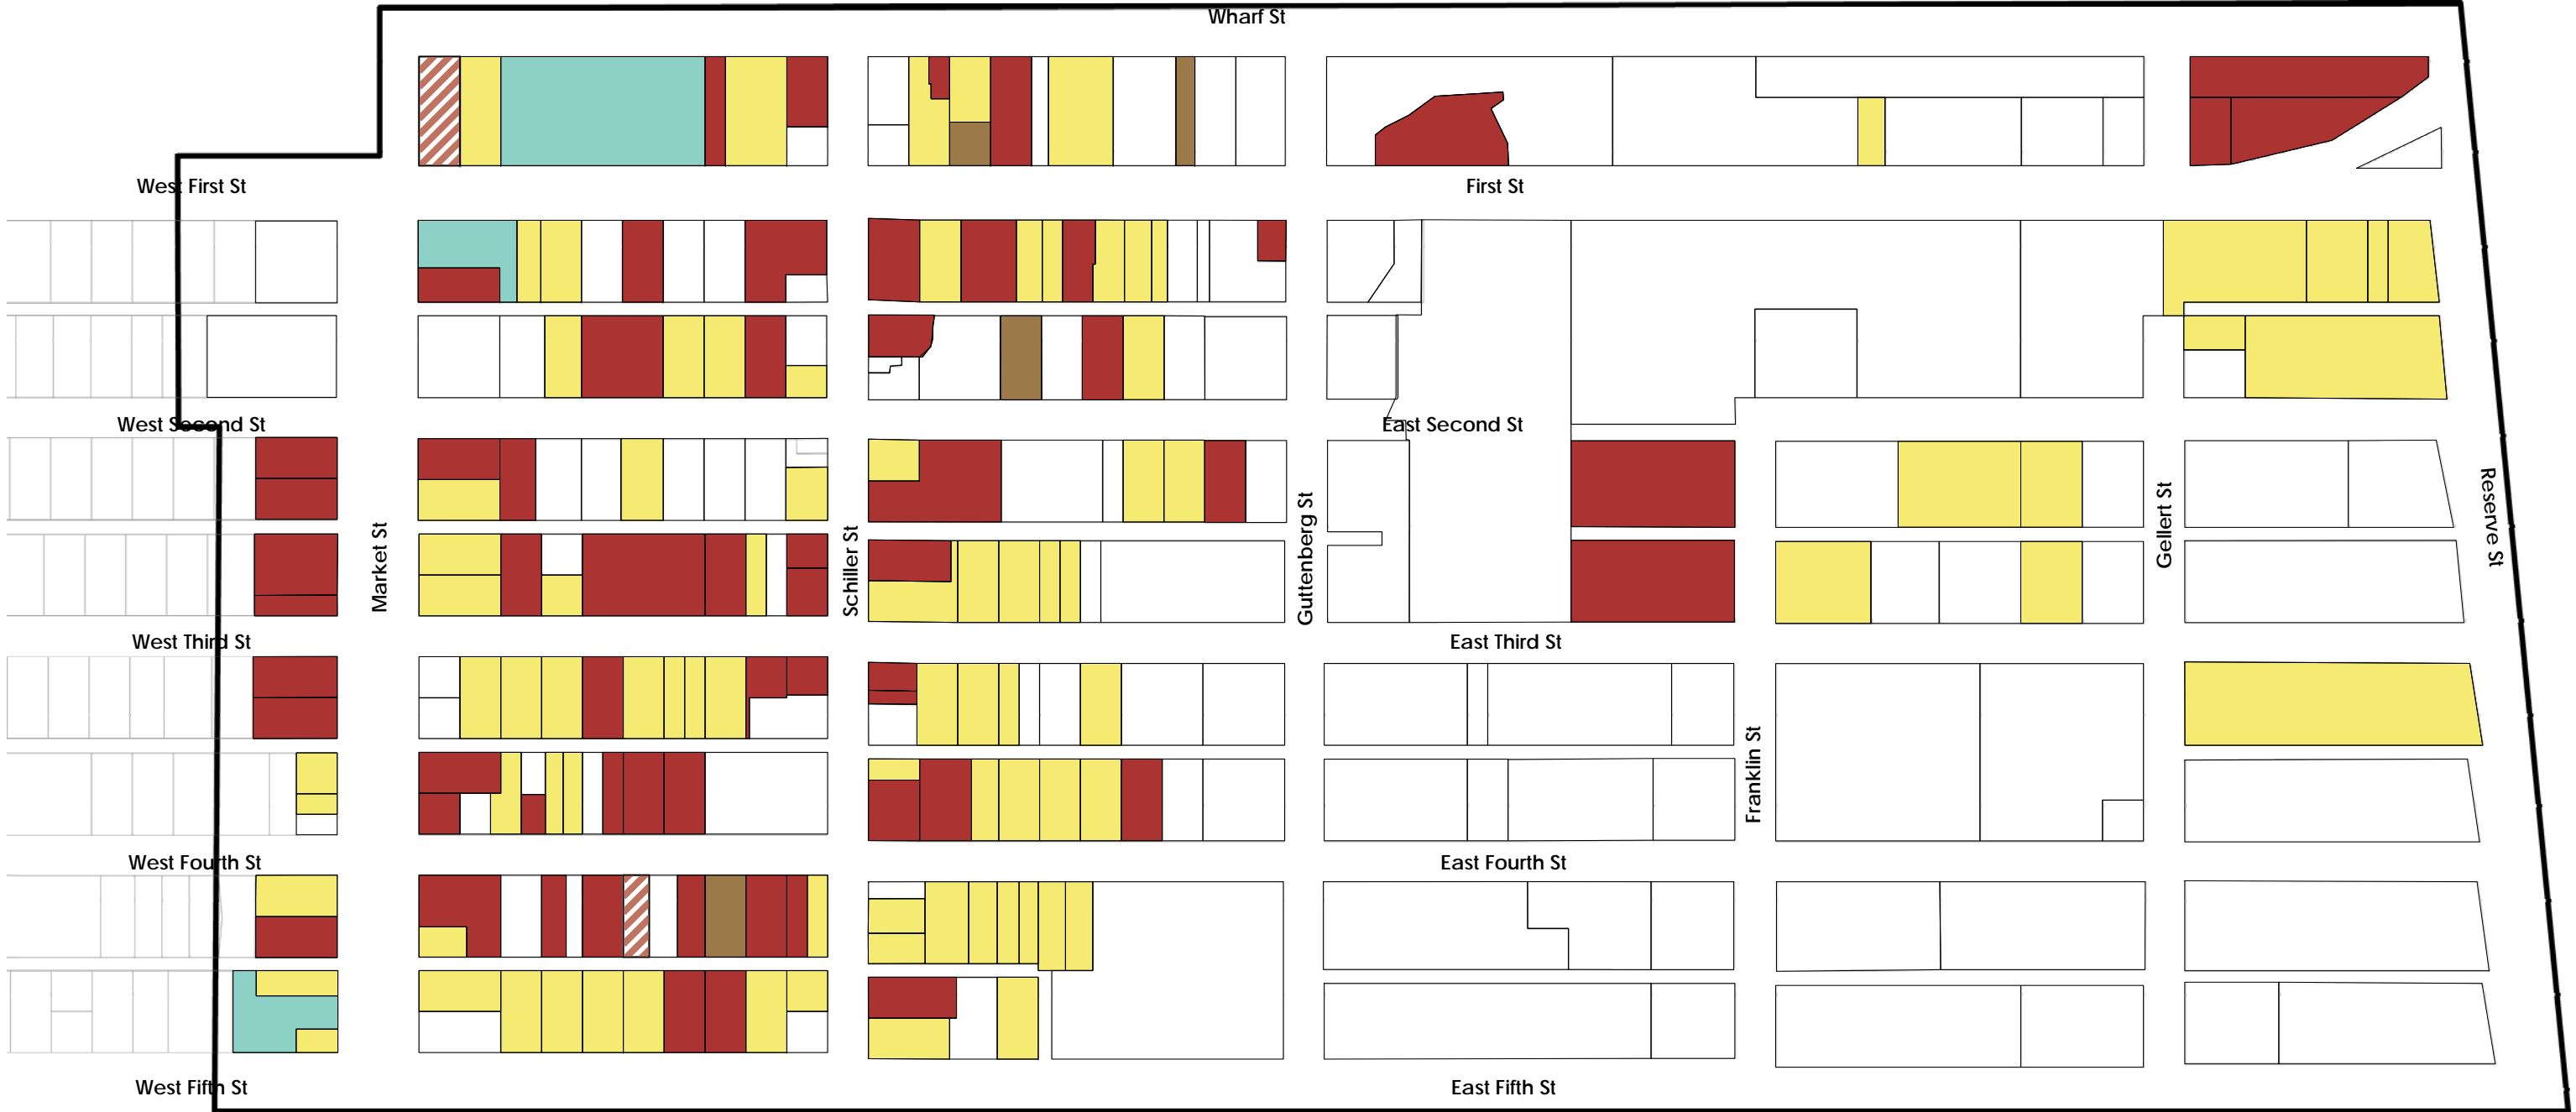 Wharf St
West First St
First St
West Second St
East Second St
Market St
Schiller St
Guttenberg St
Gellert St
Reserve St
West Third St
East Third St
Franklin St
West Fourth St
East Fourth St
West Fifth St
East Fifth St